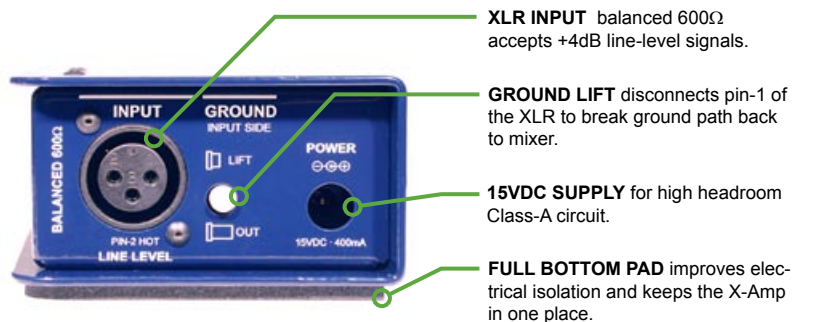 XLR INPUT balanced 600Ω
accepts +4dB line-level signals.
GROUND LIFT disconnects pin-1 of
the XLR to break ground path back
to mixer.
15VDC SUPPLY for high headroom
Class-A circuit.
FULL BOTTOM PAD improves elec-
trical isolation and keeps the X-Amp
in one place.
BALANCED 600Ω
INPUT
PIN-2 HOT
LINE LEVEL
GROUND
INPUT SIDE
LIFT
OUT
POWER
15VDC · 400mA